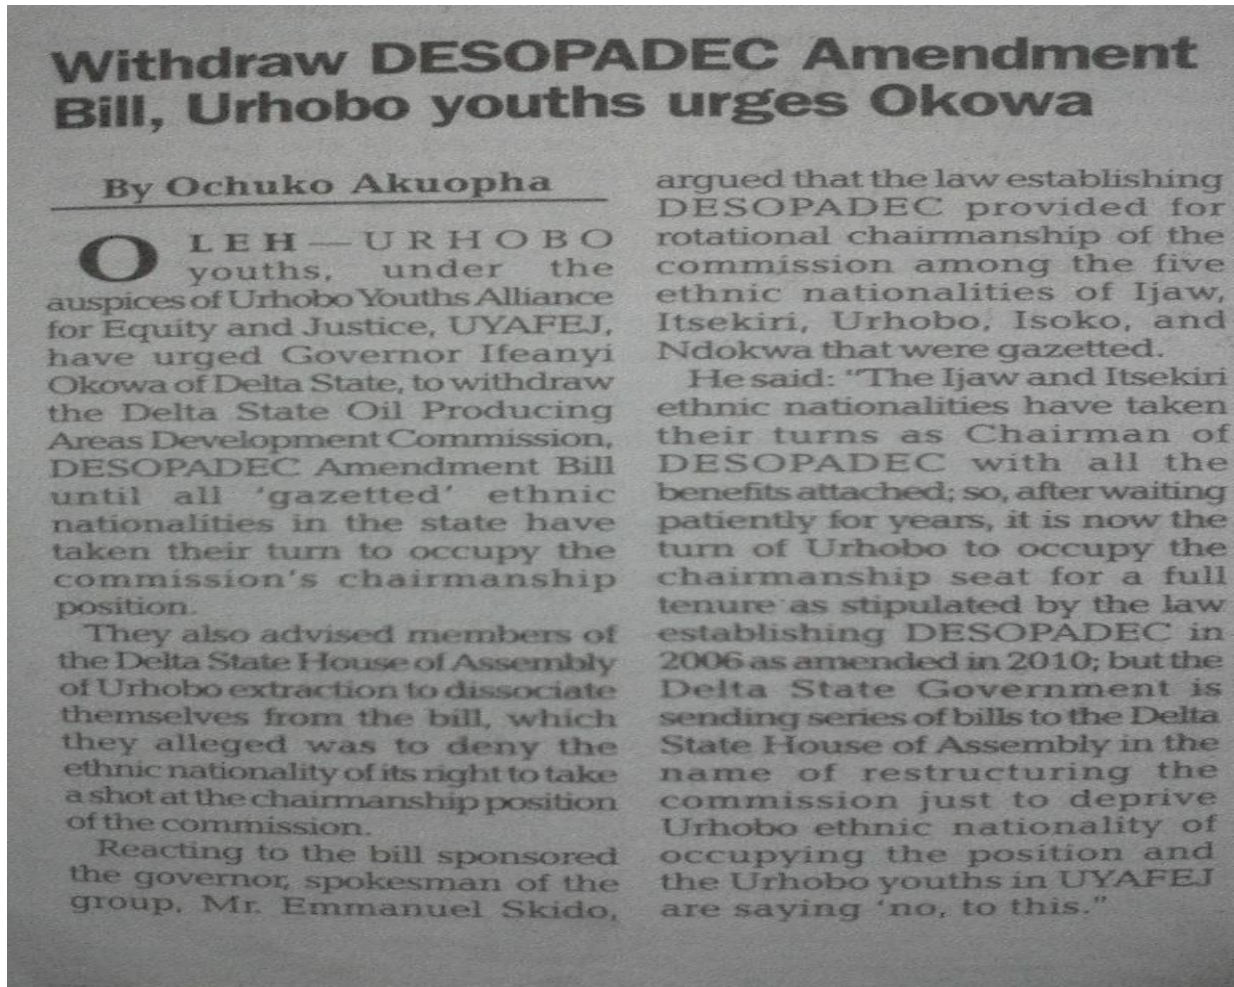 Withdraw DESOPADEC Amendment
Bill, Urhobo youths urges Okowa
By Ochuko Akuopha
OLEH—URHOBO
youths, under the
auspices of Urhobo Youths Alliance
for Equity and Justice, UYAFEJ,
have urged Governor Ifeanyi
Okowa of Delta State, to withdraw
the Delta State Oil Producing
Areas Development Commission,
DESOPADEC Amendment Bill
until all 'gazetted' ethnic
nationalities in the state have
taken their turn to occupy the
commission's chairmanship
position.
They also advised members of
the Delta State House of Assembly
of Urhobo extraction to dissociate
themselves from the bill, which
they alleged was to deny the
ethnic nationality of its right to take
a shot at the chairmanship position
of the commission.
Reacting to the bill sponsored
the governor, spokesman of the
group, Mr. Emmanuel Skido,
argued that the law establishing
DESOPADEC provided for
rotational chairmanship of the
commission among the five
ethnic nationalities of Ijaw,
Itsekiri, Urhobo, Isoko, and
Ndokwa that were gazetted.
He said: "The Ijaw and Itsekiri
ethnic nationalities have taken
their turns as Chairman of
DESOPADEC with all the
benefits attached; so, after waiting
patiently for years, it is now the
turn of Urhobo to occupy the
chairmanship seat for a full
tenure as stipulated by the law
establishing DESOPADEC in
2006 as amended in 2010; but the
Delta State Government is
sending series of bills to the Delta
State House of Assembly in the
name of restructuring the
commission just to deprive
Urhobo ethnic nationality of
occupying the position and
the Urhobo youths in UYAFEJ
are saying 'no, to this."